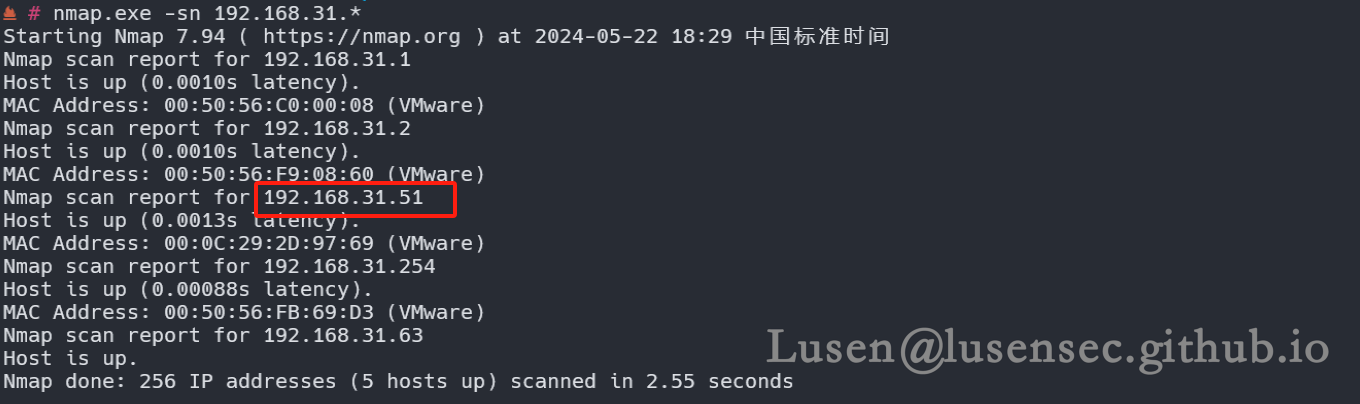 # nmap.exe -sn 192.168.31.*
Starting Nmap 7.94 ( https://nmap.org ) at 2024-05-22 18:29 中国标准时间
Nmap scan report for 192.168.31.1
Host is up (0.0010s latency).
MAC Address: 00:50:56:C0:00:08 (VMware)
Nmap scan report for 192.168.31.2
Host is up (0.0010s latency).
MAC Address: 00:50:56:F9:08:60 (VMware)
Nmap scan report for 192.168.31.51
Host is up (0.0013s latency).
MAC Address: 00:0C:29:2D:97:69 (VMware)
Nmap scan report for 192.168.31.254
Host is up (0.00088s latency).
MAC Address: 00:50:56:FB:69:D3 (VMware)
Nmap scan report for 192.168.31.63
Host is up.
Nmap done: 256 IP addresses (5 hosts up) scanned in 2.55 seconds
Lusen@lusensec.github.io